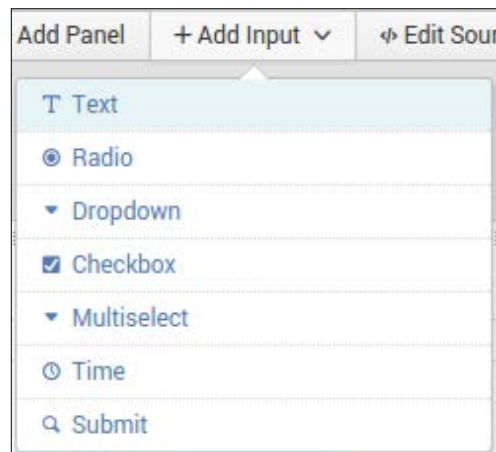 Add Panel + Add Input Edit Sour
Text
Radio
Dropdown
Checkbox
Multiselect
Time
Submit